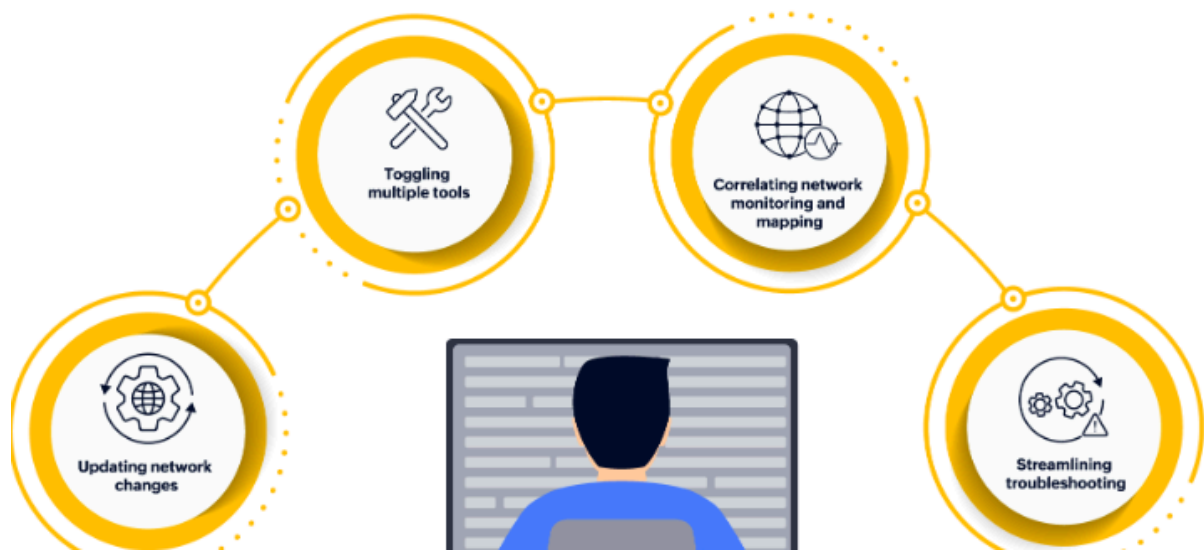 Toggling
multiple tools
Correlating network
monitoring and
mapping
Updating network
changes
Streamlining
troubleshooting